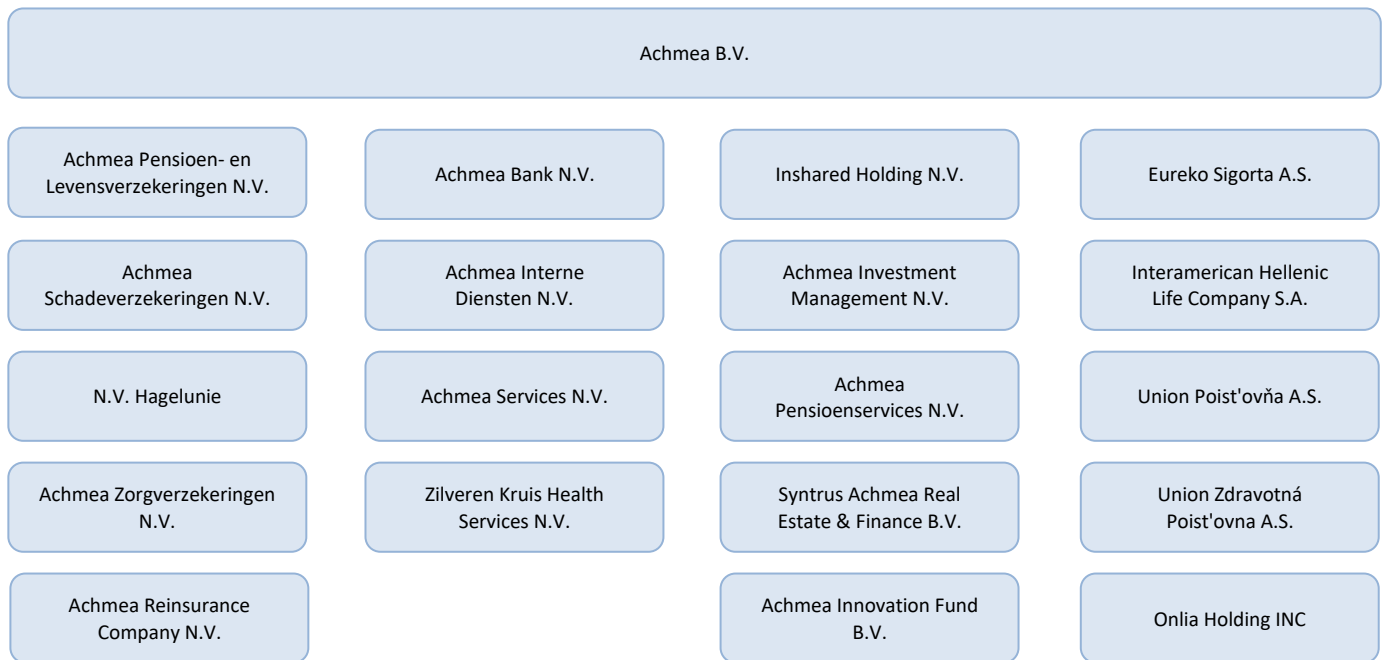 Achmea B.V.
Achmea Pensioen- en
Levensverzekeringen N.V.
Achmea Bank N.V.
Inshared Holding N.V.
Eureko Sigorta A.S.
Achmea
Schadeverzekeringen N.V.
Achmea Interne
Diensten N.V.
Achmea Investment
Management N.V.
Interamerican Hellenic
Life Company S.A.
N.V. Hagelunie
Achmea Services N.V.
Achmea
Pensioenservices N.V.
Union Poist'ovňa A.S.
Achmea Zorgverzekeringen
N.V.
Zilveren Kruis Health
Services N.V.
Syntrus Achmea Real
Estate & Finance B.V.
Union Zdravotná
Poist'ovna A.S.
Achmea Reinsurance
Company N.V.
Achmea Innovation Fund
B.V.
Onlia Holding INC